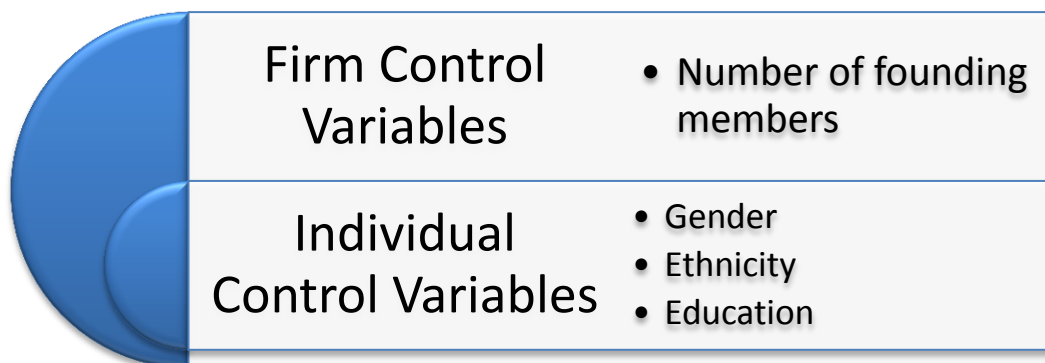 Firm Control
Variables
• Number of founding
members
Individual
Control Variables
• Gender
• Ethnicity
• Education